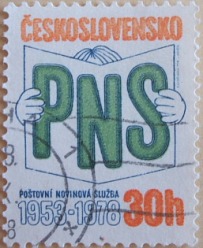 ČESKOSLOVENSKO
PNS
POŠTOVNÍ NOVINOVÁ SLUŽBA
1953-1978 30h